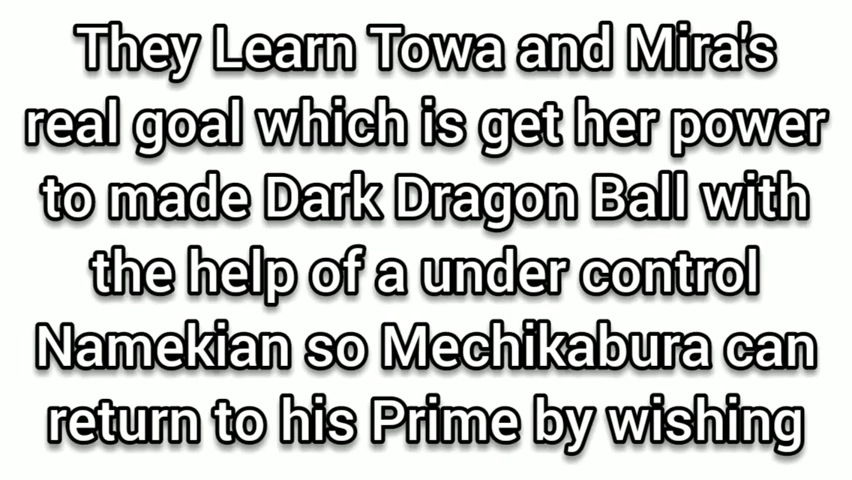 They Learn Towa and Mira's
real goal which is get her power
to made Dark Dragon Ball with
the help of a under control
Namekian so Mechikabura can
return to his Prime by wishing